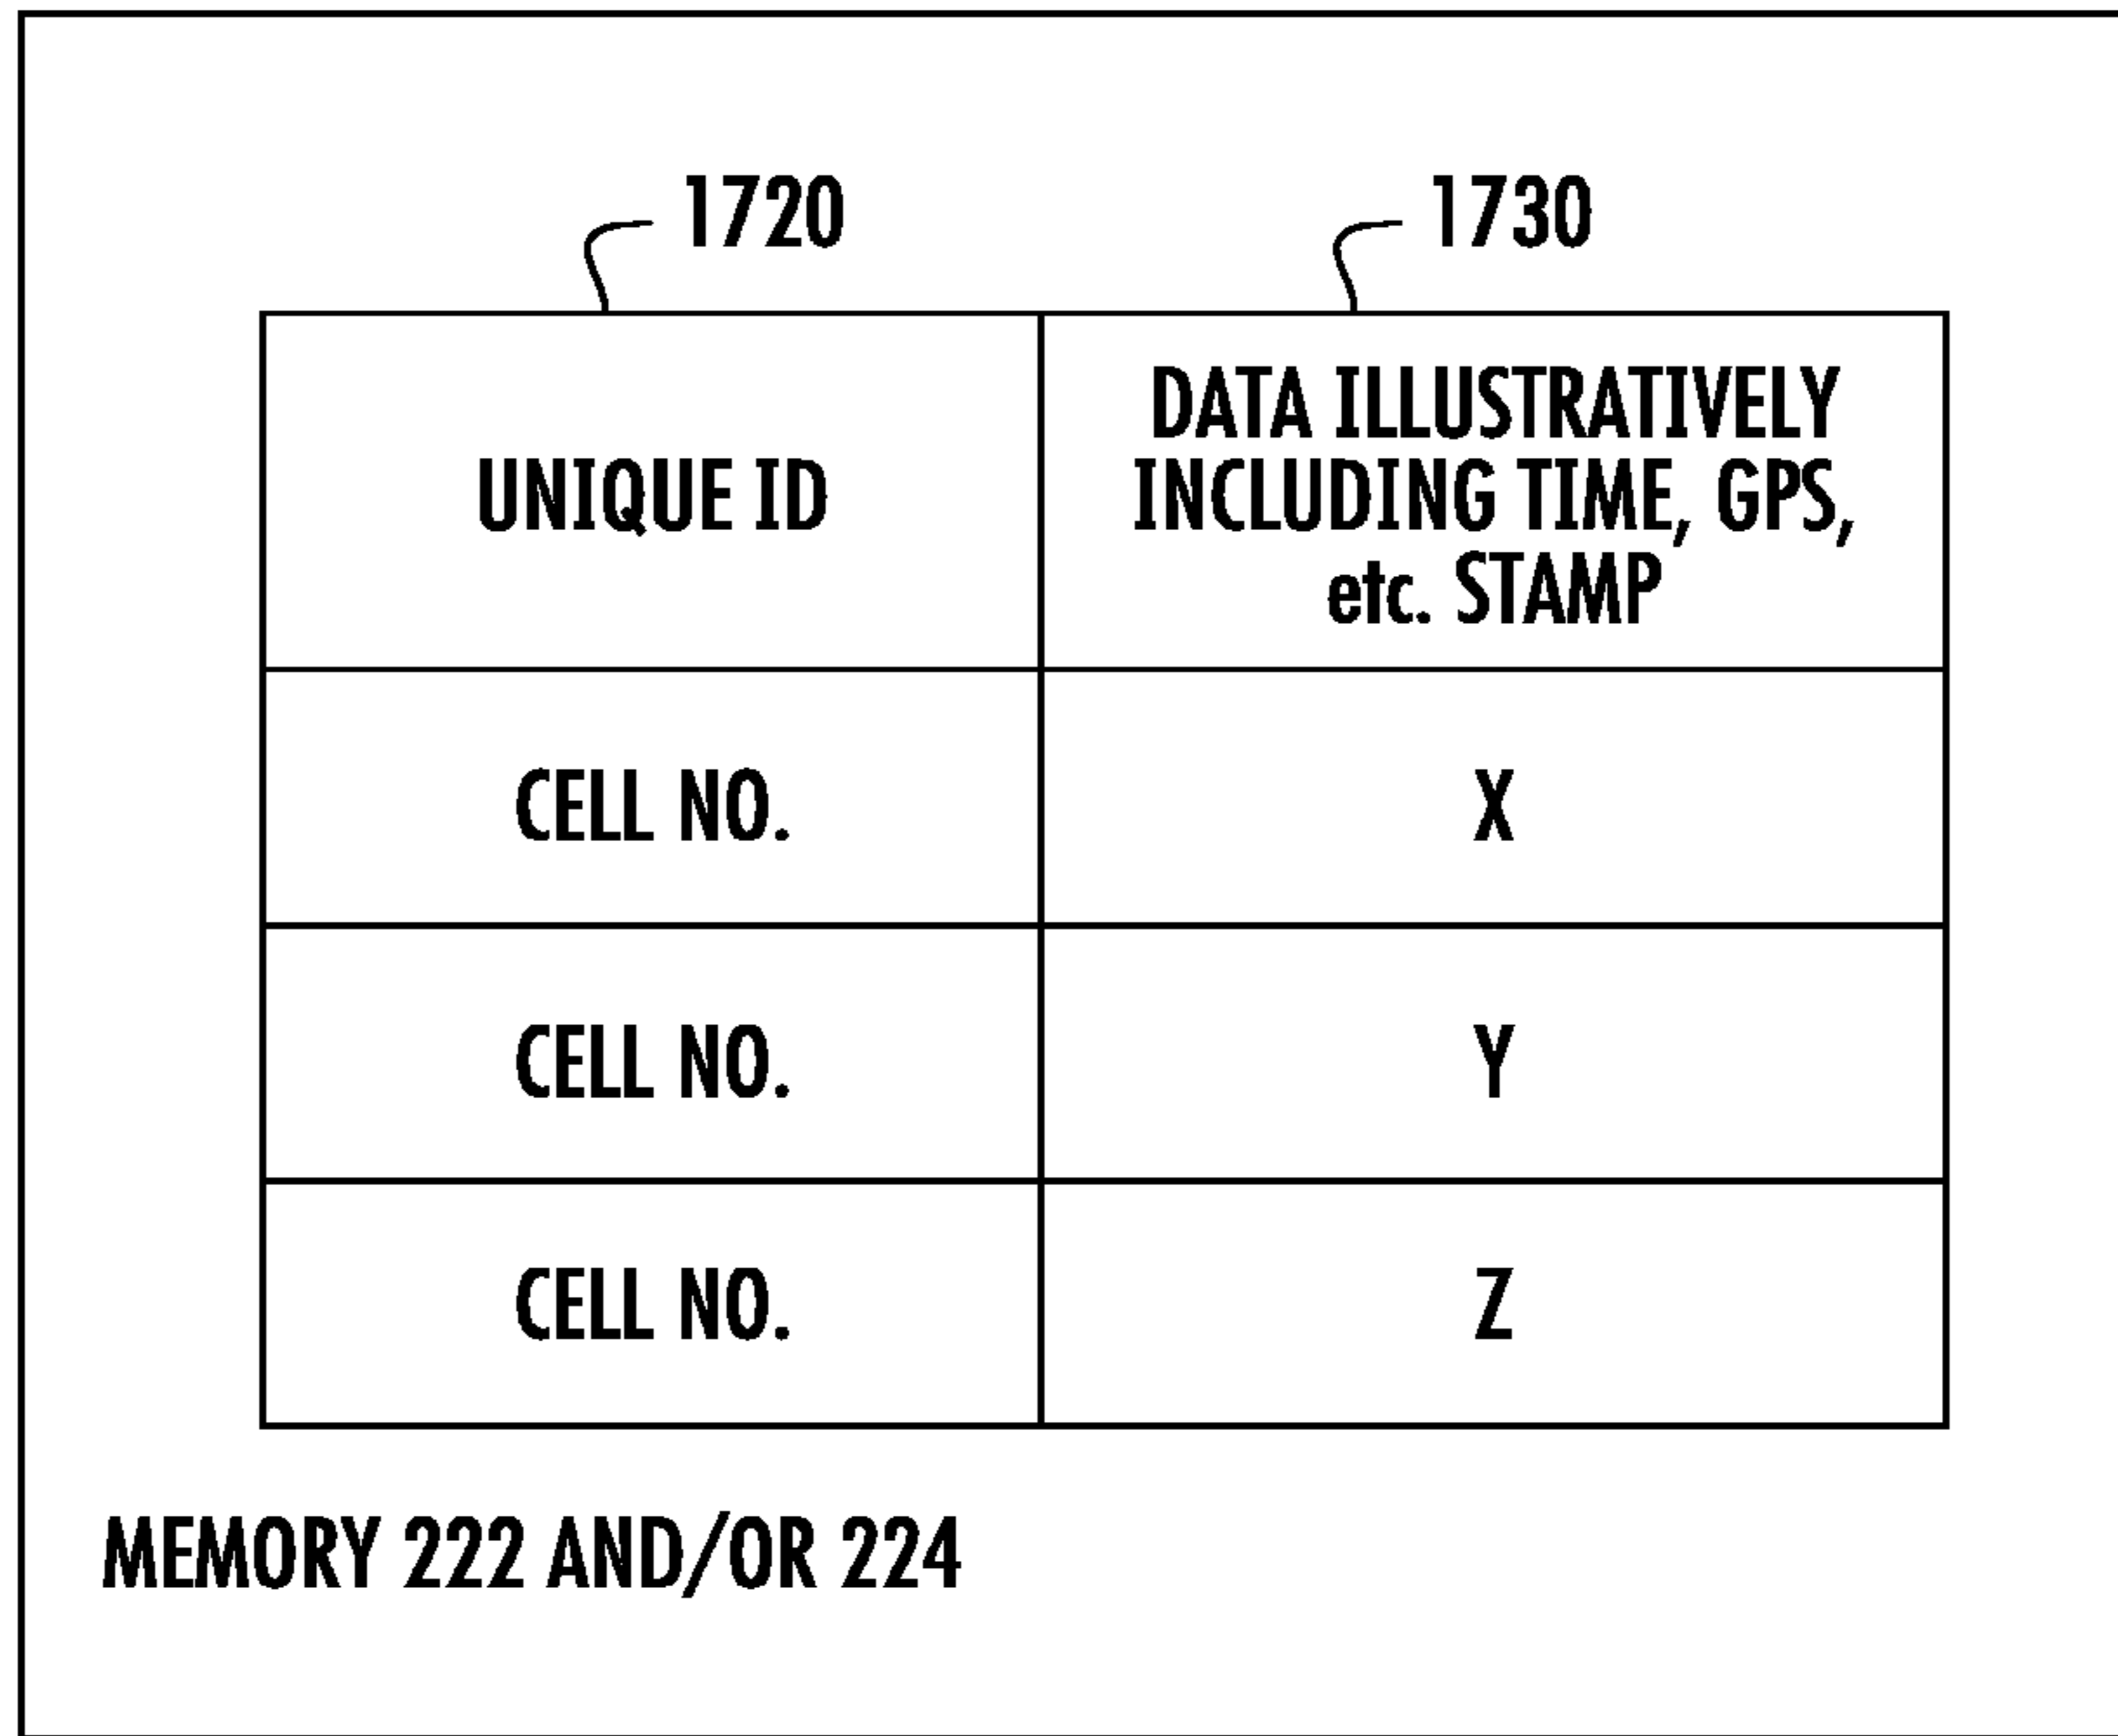 1720
1730
UNIQUE ID
DATA ILLUSTRATIVELY
INCLUDING TIME, GPS,
etc. STAMP
CELL NO.
X
CELL NO.
Y
CELL NO.
Z
MEMORY 222 AND/OR 224